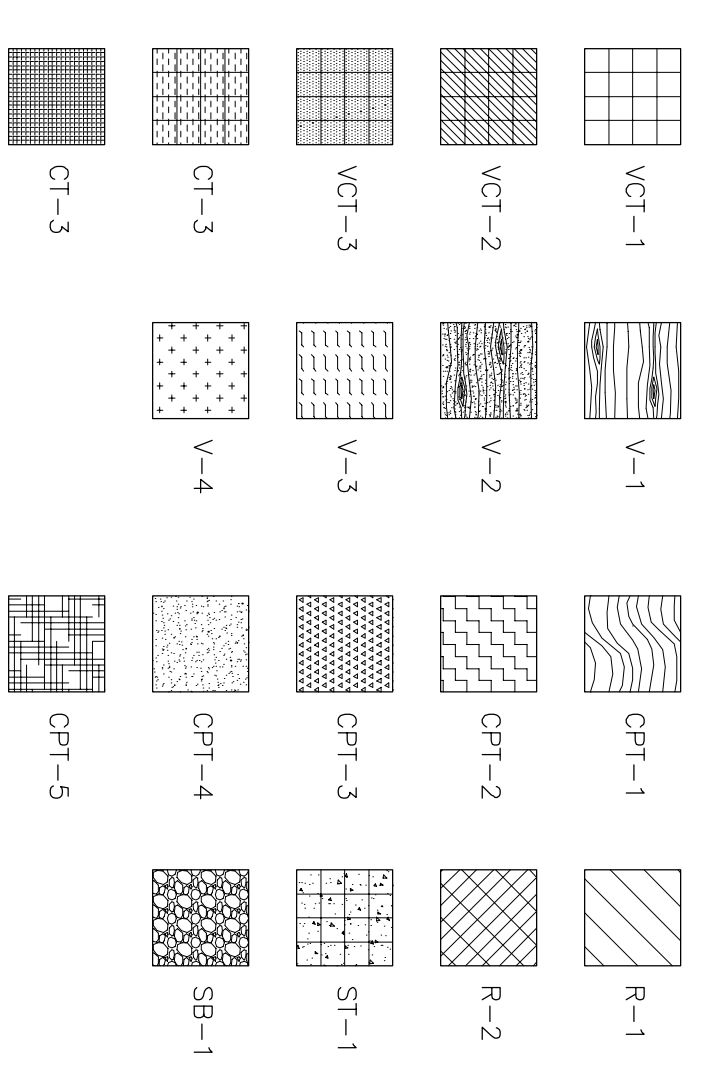 VCT-1
VCT-2
VCT-3
CT-3
CT-3
V-1
V-2
V-3
V-4
CPT-1
CPT-2
CPT-3
CPT-4
CPT-5
R-1
R-2
ST-1
SB-1